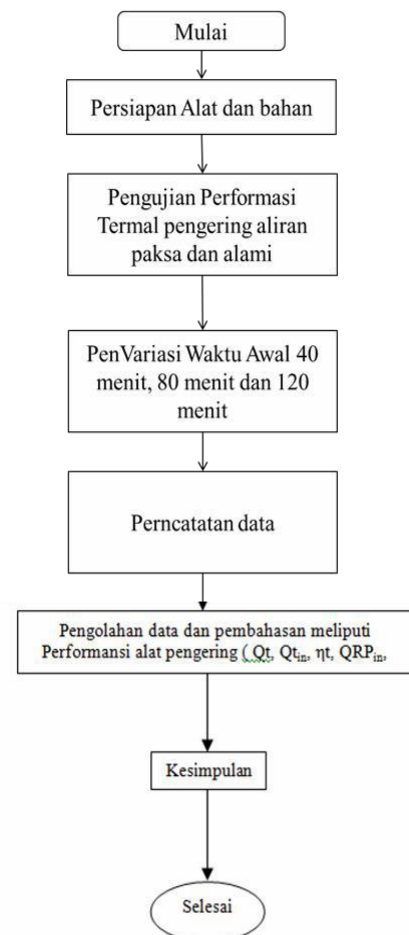 Mulai
Persiapan Alat dan bahan
Pengujian Performasi
Termal pengering aliran
paksa dan alami
PenVariasi Waktu Awal 40
menit, 80 menit dan 120
menit
Perncatatan data
Pengolahan data dan pembahasan meliputi
Performansi alat pengering ( Qt, Qtin, ηt, QRPin,
Kesimpulan
Selesai